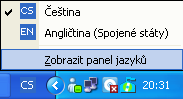 CS Čeština
EN Angličtina (Spojené státy)
Zobrazit panel jazyků
CS 20:31